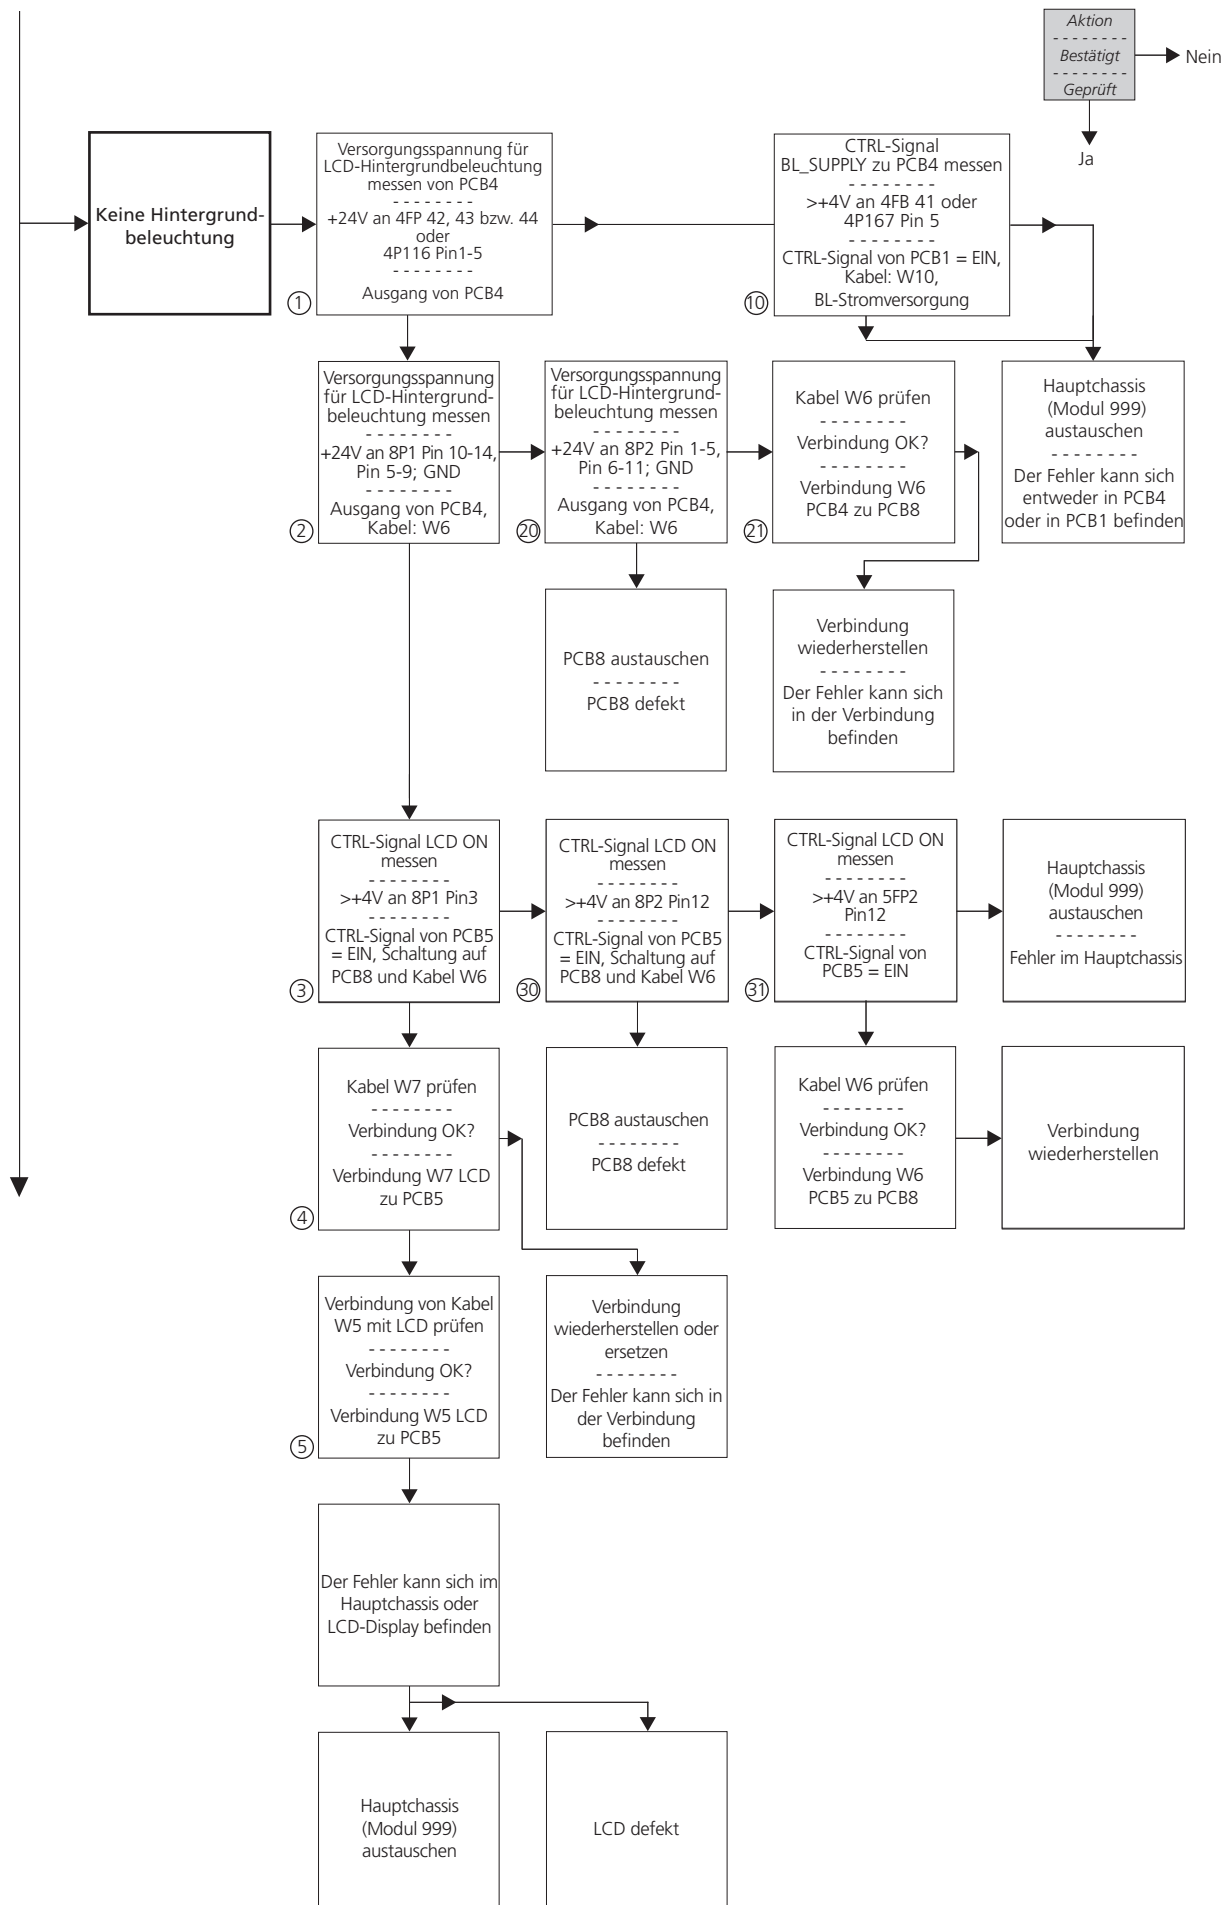 Aktion
Bestätigt
Geprüft
Nein
Ja
Keine Hintergrund-
beleuchtung
Versorgungsspannung für
LCD-Hintergrundbeleuchtung
messen von PCB4
+24V an 4FP 42, 43 bzw. 44
oder
4P116 Pin1-5
Ausgang von PCB4
1
CTRL-Signal
BL_SUPPLY zu PCB4 messen
>+4V an 4FB 41 oder
4P167 Pin 5
CTRL-Signal von PCB1 = EIN,
Kabel: W10,
BL-Stromversorgung
10
Versorgungsspannung
für LCD-Hintergrund-
beleuchtung messen
+24V an 8P1 Pin 10-14,
Pin 5-9; GND
Ausgang von PCB4,
Kabel: W6
2
Versorgungsspannung
für LCD-Hintergrund-
beleuchtung messen
+24V an 8P2 Pin 1-5,
Pin 6-11; GND
Ausgang von PCB4,
Kabel: W6
20
Kabel W6 prüfen
Verbindung OK?
Verbindung W6
PCB4 zu PCB8
21
Hauptchassis
(Modul 999)
austauschen
Der Fehler kann sich
entweder in PCB4
oder in PCB1 befinden
PCB8 austauschen
PCB8 defekt
Verbindung
wiederherstellen
Der Fehler kann sich
in der Verbindung
befinden
CTRL-Signal LCD ON
messen
>+4V an 8P1 Pin3
CTRL-Signal von PCB5
= EIN, Schaltung auf
PCB8 und Kabel W6
3
CTRL-Signal LCD ON
messen
>+4V an 8P2 Pin12
CTRL-Signal von PCB5
= EIN, Schaltung auf
PCB8 und Kabel W6
30
CTRL-Signal LCD ON
messen
>+4V an 5FP2
Pin12
CTRL-Signal von
PCB5 = EIN
31
Hauptchassis
(Modul 999)
austauschen
Fehler im Hauptchassis
Kabel W7 prüfen
Verbindung OK?
Verbindung W7 LCD
zu PCB5
4
PCB8 austauschen
PCB8 defekt
Kabel W6 prüfen
Verbindung OK?
Verbindung W6
PCB5 zu PCB8
Verbindung
wiederherstellen
Verbindung von Kabel
W5 mit LCD prüfen
Verbindung OK?
Verbindung W5 LCD
zu PCB5
5
Verbindung
wiederherstellen oder
ersetzen
Der Fehler kann sich in
der Verbindung
befinden
Der Fehler kann sich im
Hauptchassis oder
LCD-Display befinden
Hauptchassis
(Modul 999)
austauschen
LCD defekt